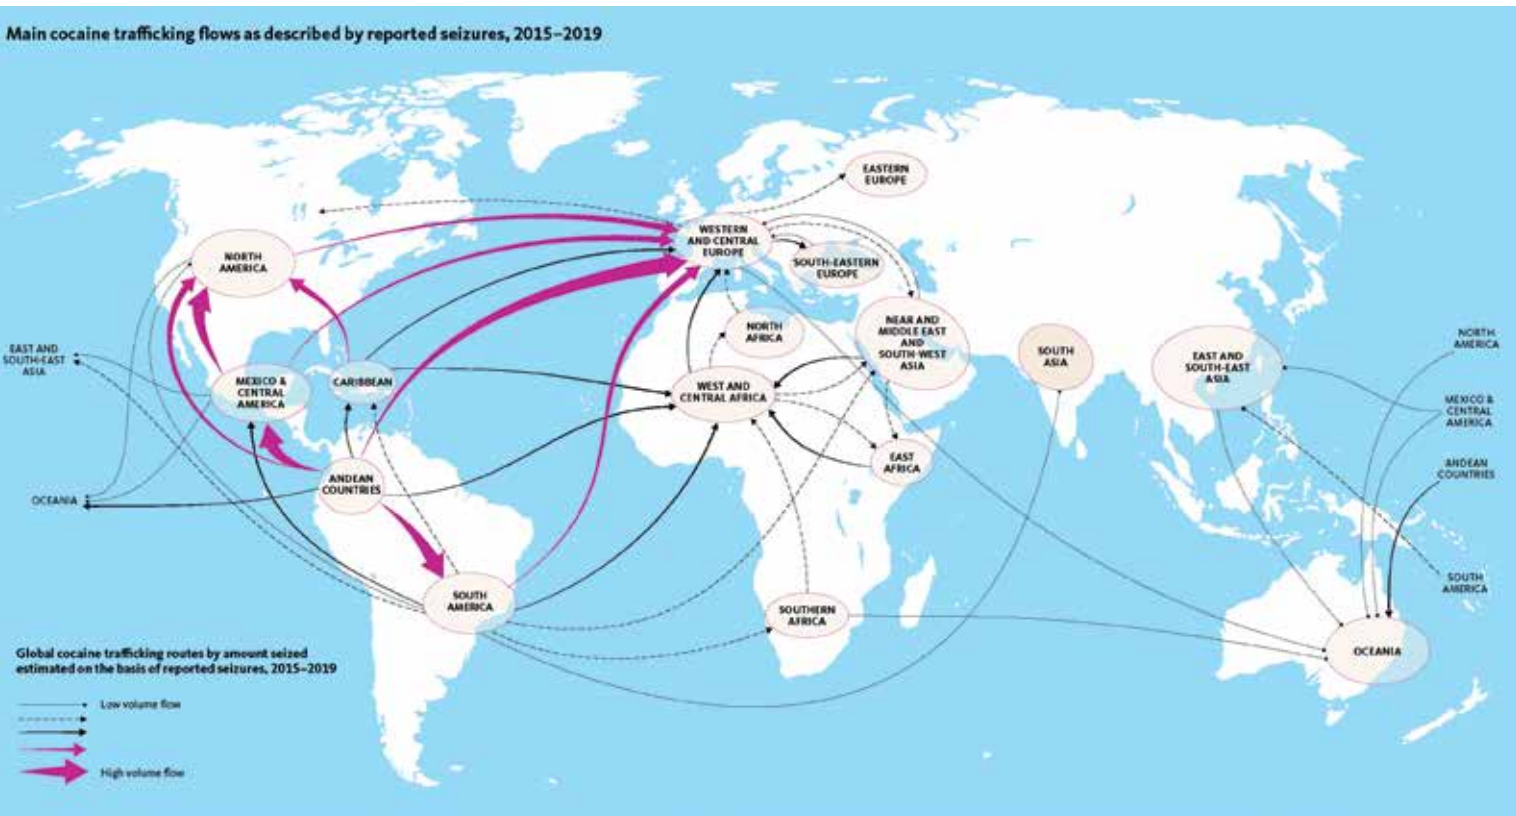 Main cocaine trafficking flows as described by reported seizures, 2015–2019
EASTERN
EUROPE
WESTERN
AND CENTRAL
EUROPE
NORTH
AMERICA
SOUTH-EASTERN
EUROPE
NORTH
AFRICA
NEAR AND
MIDDLE EAST
AND
SOUTH-WEST
ASIA
SOUTH
ASIA
EAST AND
SOUTH-EAST
ASIA
NORTH
AMERICA
EAST AND
SOUTH-EAST
ASIA
MEXICO &
CENTRAL
AMERICA
CARIBBEAN
WEST AND
CENTRAL AFRICA
MEXICO &
CENTRAL
AMERICA
EAST
AFRICA
ANDEAN
COUNTRIES
ANDEAN
COUNTRIES
OCEANIA
SOUTH
AMERICA
SOUTH
AMERICA
SOUTHERN
AFRICA
OCEANIA
Global cocaine trafficking routes by amount seized
estimated on the basis of reported seizures, 2015–2019
Low volume flow
High volume flow